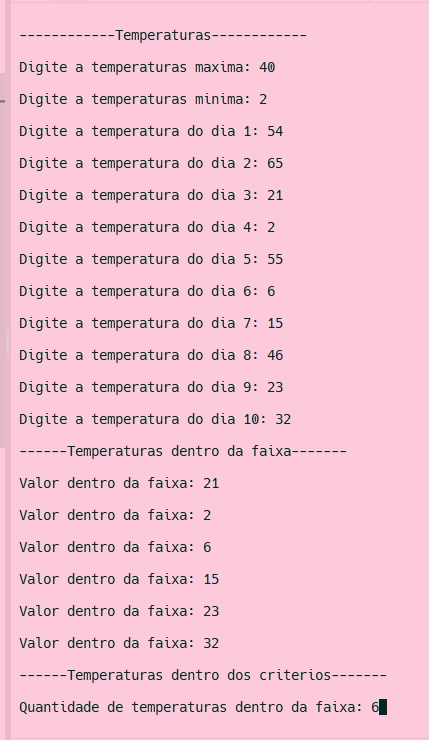 ------------Temperaturas------------
Digite a temperaturas maxima: 40
Digite a temperaturas minima: 2
Digite a temperatura do dia 1: 54
Digite a temperatura do dia 2: 65
Digite a temperatura do dia 3: 21
Digite a temperatura do dia 4: 2
Digite a temperatura do dia 5: 55
Digite a temperatura do dia 6: 6
Digite a temperatura do dia 7: 15
Digite a temperatura do dia 8: 46
Digite a temperatura do dia 9: 23
Digite a temperatura do dia 10: 32
------Temperaturas dentro da faixa-------
Valor dentro da faixa: 21
Valor dentro da faixa: 2
Valor dentro da faixa: 6
Valor dentro da faixa: 15
Valor dentro da faixa: 23
Valor dentro da faixa: 32
------Temperaturas dentro dos criterios-------
Quantidade de temperaturas dentro da faixa: 6